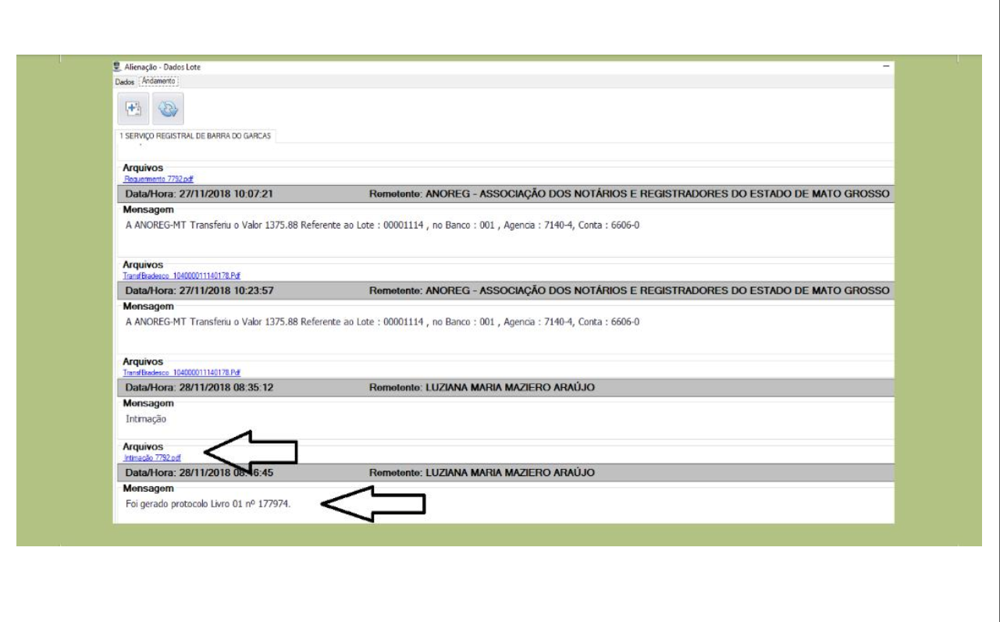 Alienação - Dados Lote
Dados Andamento
1 SERVIÇO REGISTRAL DE BARRA DO GARCAS
Arquivos
Requermento 7792.pdf
Data/Hora: 27/11/2018 10:07:21 Remetente: ANOREG - ASSOCIAÇÃO DOS NOTÁRIOS E REGISTRADORES DO ESTADO DE MATO GROSSO
Mensagem
A ANOREG-MT Transferiu o Valor 1375.88 Referente ao Lote : 00001114 , no Banco : 001 , Agencia : 7140-4, Conta : 6606-0
Arquivos
TransfBradesco_104000011140178.Pdf
Data/Hora: 27/11/2018 10:23:57 Remetente: ANOREG - ASSOCIAÇÃO DOS NOTÁRIOS E REGISTRADORES DO ESTADO DE MATO GROSSO
Mensagem
A ANOREG-MT Transferiu o Valor 1375.88 Referente ao Lote : 00001114 , no Banco : 001 , Agencia : 7140-4, Conta : 6606-0
Arquivos
TransfBradesco_104000011140178.Pdf
Data/Hora: 28/11/2018 08:35:12 Remetente: LUZIANA MARIA MAZIERO ARAÚJO
Mensagem
Intimação
Arquivos
Intimação 7792.pdf
Data/Hora: 28/11/2018 08:46:45 Remetente: LUZIANA MARIA MAZIERO ARAÚJO
Mensagem
Foi gerado protocolo Livro 01 nº 177974.